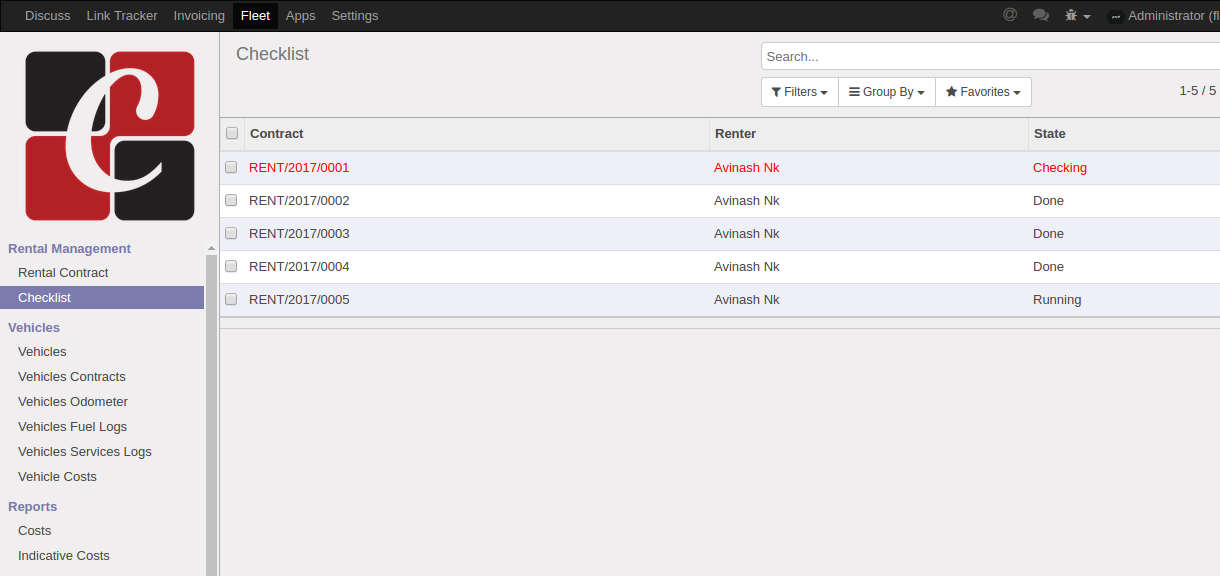 Discuss Link Tracker Invoicing Fleet Apps Settings @ Administrator (fl
Checklist
Search...
Filters Group By Favorites 1-5 / 5
Contract Renter State
RENT/2017/0001 Avinash Nk Checking
RENT/2017/0002 Avinash Nk Done
RENT/2017/0003 Avinash Nk Done
RENT/2017/0004 Avinash Nk Done
RENT/2017/0005 Avinash Nk Running
C
Rental Management
Rental Contract
Checklist
Vehicles
Vehicles
Vehicles Contracts
Vehicles Odometer
Vehicles Fuel Logs
Vehicles Services Logs
Vehicle Costs
Reports
Costs
Indicative Costs